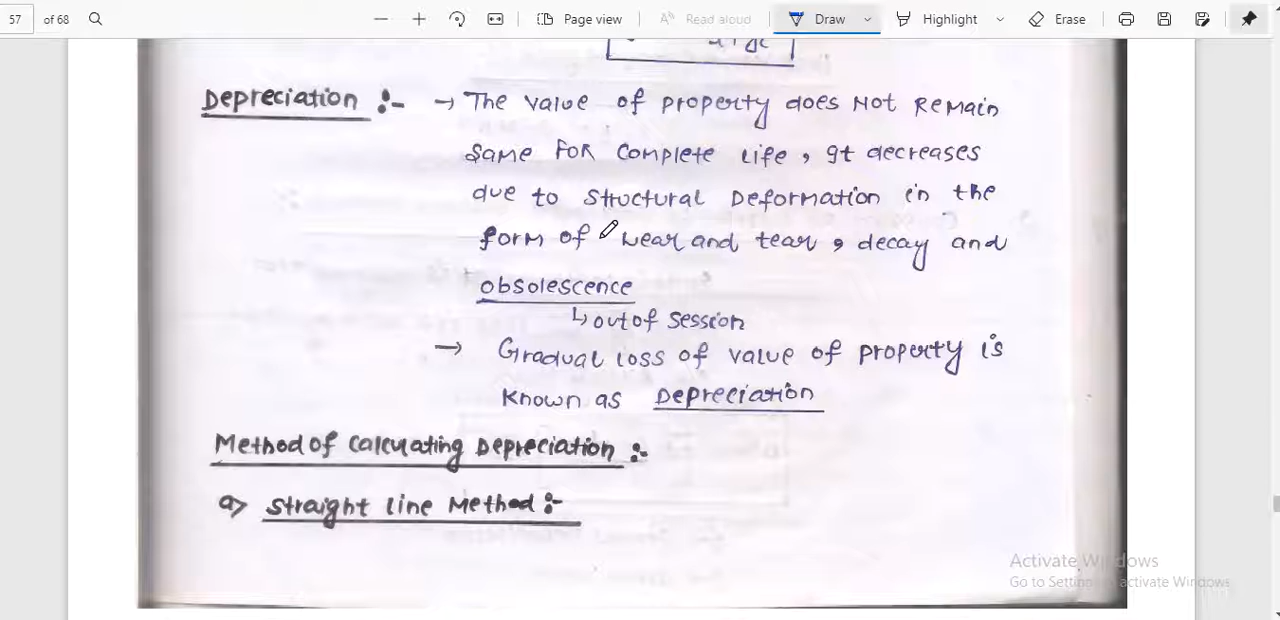 57 of 68 Page view Read aloud Draw Highlight Erase
Depreciation :- → The value of property does Not Remain
same FOR complete life, It decreases
due to structural Deformation in the
form of wear and tear, decay and
obsolescence
↳ out of session
→ Gradual loss of value of property is
known as Depreciation
Method of calculating Depreciation :-
a> straight line Method :-
Activate Windows
Go to Settings to activate Windows